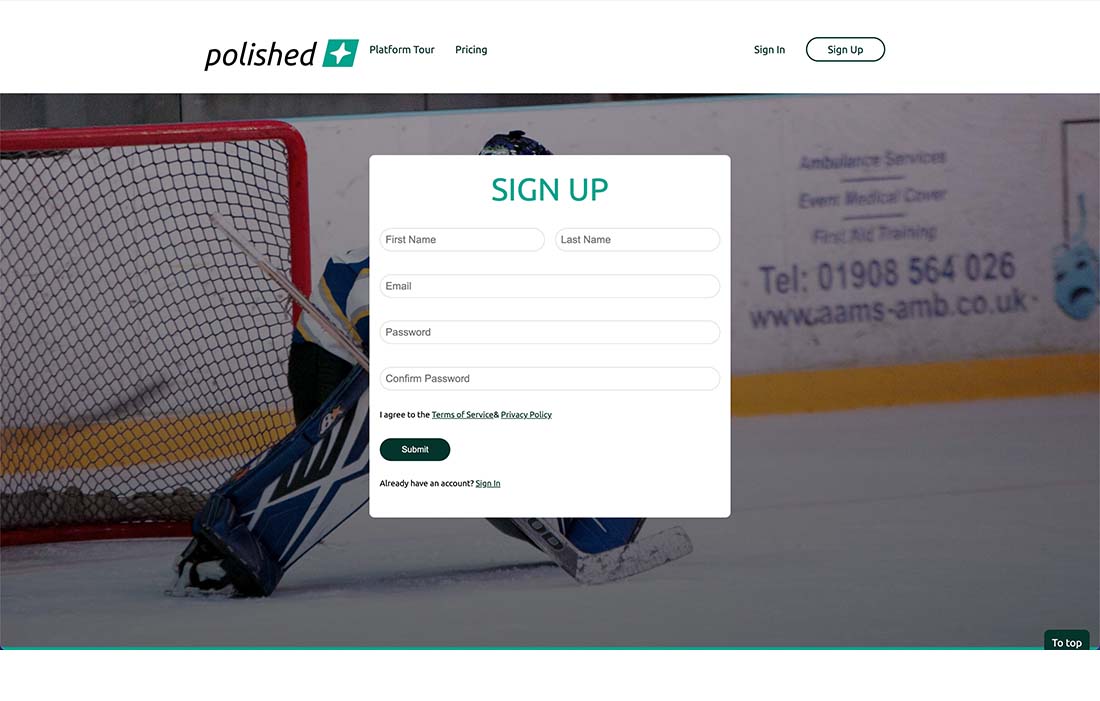 polished Platform Tour Pricing Sign In Sign Up
SIGN UP
First Name Last Name
Email
Password
Confirm Password
I agree to the Terms of Service& Privacy Policy
Submit
Already have an account? Sign In
Ambulance Services
Event Medical Cover
First Aid Training
Tel: 01908 564 026
www.aams-amb.co.uk
To top